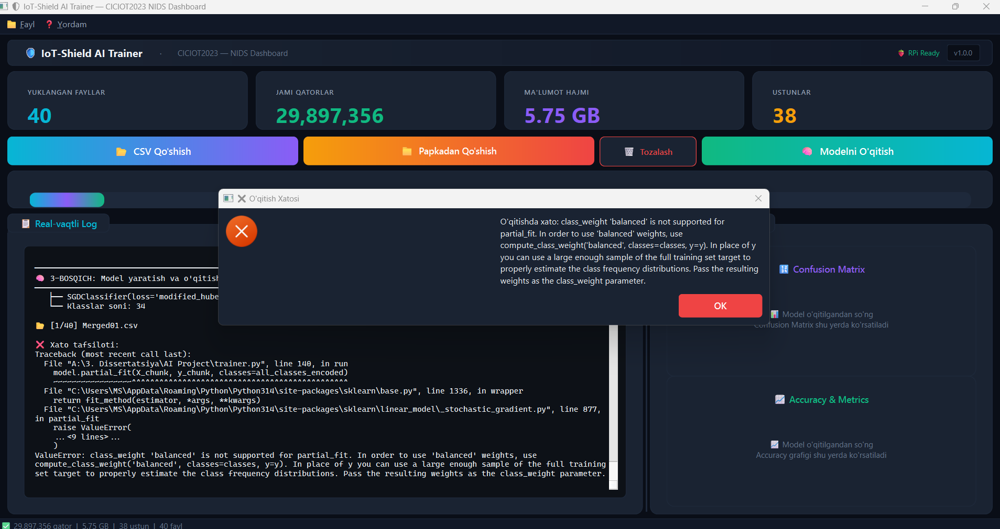 IoT-Shield AI Trainer — CICIOT2023 NIDS Dashboard
Fayl
Yordam
IoT-Shield AI Trainer · CICIOT2023 — NIDS Dashboard
RPi Ready
v1.0.0
YUKLANGAN FAYLLAR
40
JAMI QATORLAR
29,897,356
MA'LUMOT HAJMI
5.75 GB
USTUNLAR
38
CSV Qo'shish
Papkadan Qo'shish
Tozalash
Modelni O'qitish
O'qitish Xatosi
O'qitishda xato: class_weight 'balanced' is not supported for
partial_fit. In order to use 'balanced' weights, use
compute_class_weight('balanced', classes=classes, y=y). In place of y
you can use a large enough sample of the full training set target to
properly estimate the class frequency distributions. Pass the resulting
weights as the class_weight parameter.
OK
Real-vaqtli Log
3-BOSQICH: Model yaratish va o'qitish
├── SGDClassifier(loss='modified_hube
└── Klasslar soni: 34
[1/40] Merged01.csv
Xato tafsiloti:
Traceback (most recent call last):
File "A:\3. Dissertatsiya\AI Project\trainer.py", line 140, in run
model.partial_fit(X_chunk, y_chunk, classes=all_classes_encoded)
~~~~~~~~~~~~~~~~~^^^^^^^^^^^^^^^^^^^^^^^^^^^^^^^^^^^^^^^^^^^^^^^
File "C:\Users\MS\AppData\Roaming\Python\Python314\site-packages\sklearn\base.py", line 1336, in wrapper
return fit_method(estimator, *args, **kwargs)
File "C:\Users\MS\AppData\Roaming\Python\Python314\site-packages\sklearn\linear_model\_stochastic_gradient.py", line 877,
in partial_fit
raise ValueError(
...<9 lines>...
)
ValueError: class_weight 'balanced' is not supported for partial_fit. In order to use 'balanced' weights, use
compute_class_weight('balanced', classes=classes, y=y). In place of y you can use a large enough sample of the full training
set target to properly estimate the class frequency distributions. Pass the resulting weights as the class_weight parameter.
Confusion Matrix
Model o'qitilgandan so'ng
Confusion Matrix shu yerda ko'rsatiladi
Accuracy & Metrics
Model o'qitilgandan so'ng
Accuracy grafigi shu yerda ko'rsatiladi
29,897,356 qator | 5.75 GB | 38 ustun | 40 fayl